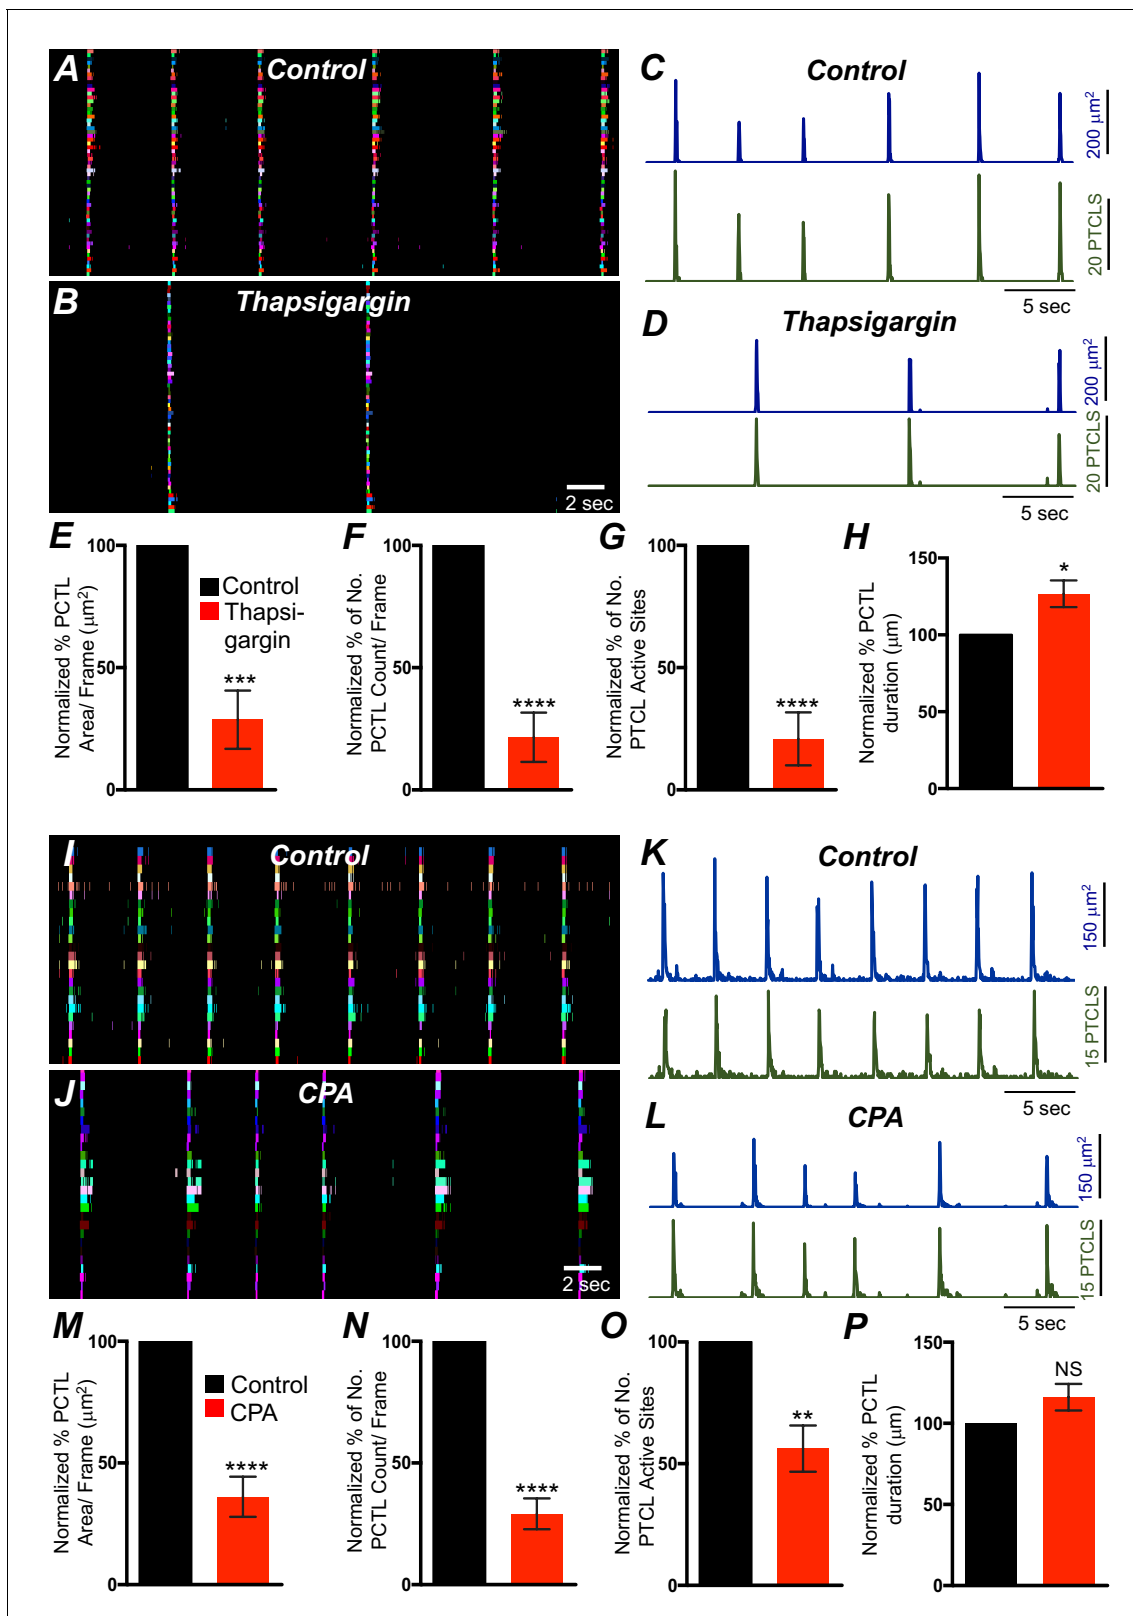 A Control
B Thapsigargin
2 sec
C Control
200 µm²
20 PTCLS
5 sec
D Thapsigargin
200 µm²
20 PTCLS
5 sec
E
Normalized % PCTL
Area/ Frame (µm²)
100
50
0
Control
Thapsi-
gargin
***
F
Normalized % of No.
PCTL Count/ Frame
100
50
0
****
G
Normalized % of No.
PTCL Active Sites
100
50
0
****
H
Normalized % PCTL
duration (µm)
150
100
50
0
*
I Control
J CPA
2 sec
K Control
150 µm²
15 PTCLS
5 sec
L CPA
150 µm²
15 PTCLS
5 sec
M
Normalized % PCTL
Area/ Frame (µm²)
100
50
0
Control
CPA
****
N
Normalized % of No.
PCTL Count/ Frame
100
50
0
****
O
Normalized % of No.
PTCL Active Sites
100
50
0
**
P
Normalized % PCTL
duration (µm)
150
100
50
0
NS